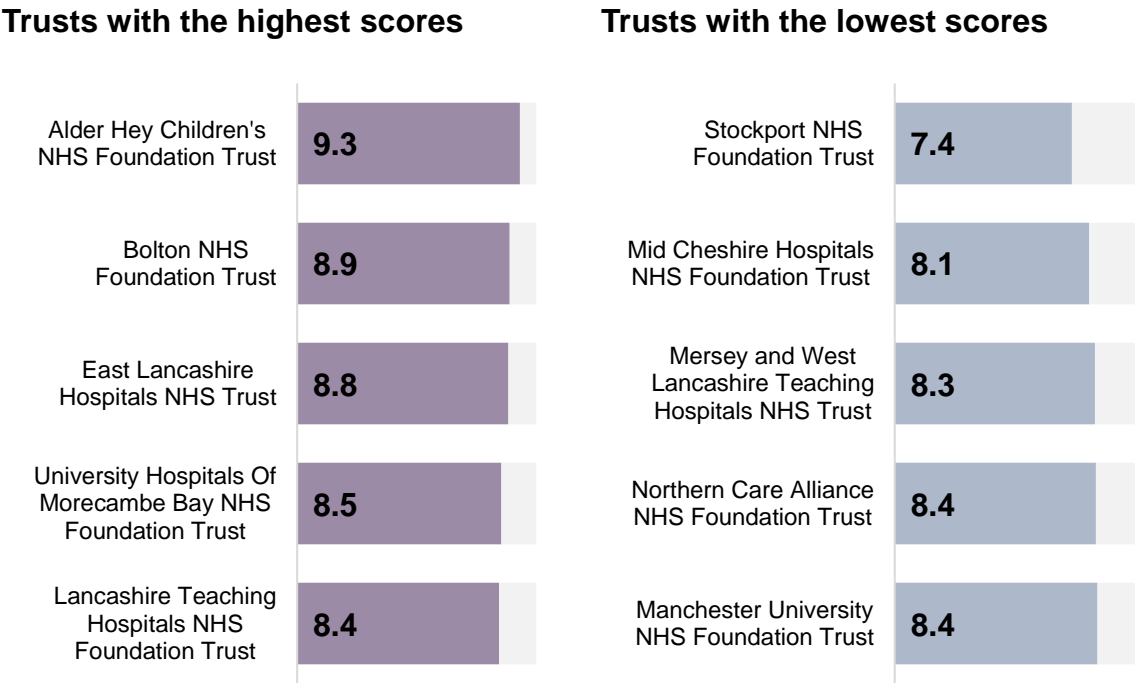 Trusts with the highest scores
Alder Hey Children's
NHS Foundation Trust
9.3
Bolton NHS
Foundation Trust
8.9
East Lancashire
Hospitals NHS Trust
8.8
University Hospitals Of
Morecambe Bay NHS
Foundation Trust
8.5
Lancashire Teaching
Hospitals NHS
Foundation Trust
8.4
Trusts with the lowest scores
Stockport NHS
Foundation Trust
7.4
Mid Cheshire Hospitals
NHS Foundation Trust
8.1
Mersey and West
Lancashire Teaching
Hospitals NHS Trust
8.3
Northern Care Alliance
NHS Foundation Trust
8.4
Manchester University
NHS Foundation Trust
8.4